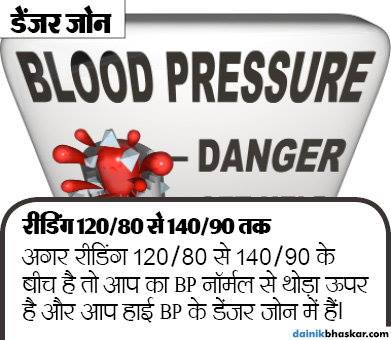 डेंजर जोन
BLOOD PRESSURE
DANGER
रीडिंग 120/80 से 140/90 तक
अगर रीडिंग 120/80 से 140/90 के
बीच है तो आप का BP नॉर्मल से थोड़ा ऊपर
है और आप हाई BP के डेंजर जोन में हैं।
dainikbhaskar.com